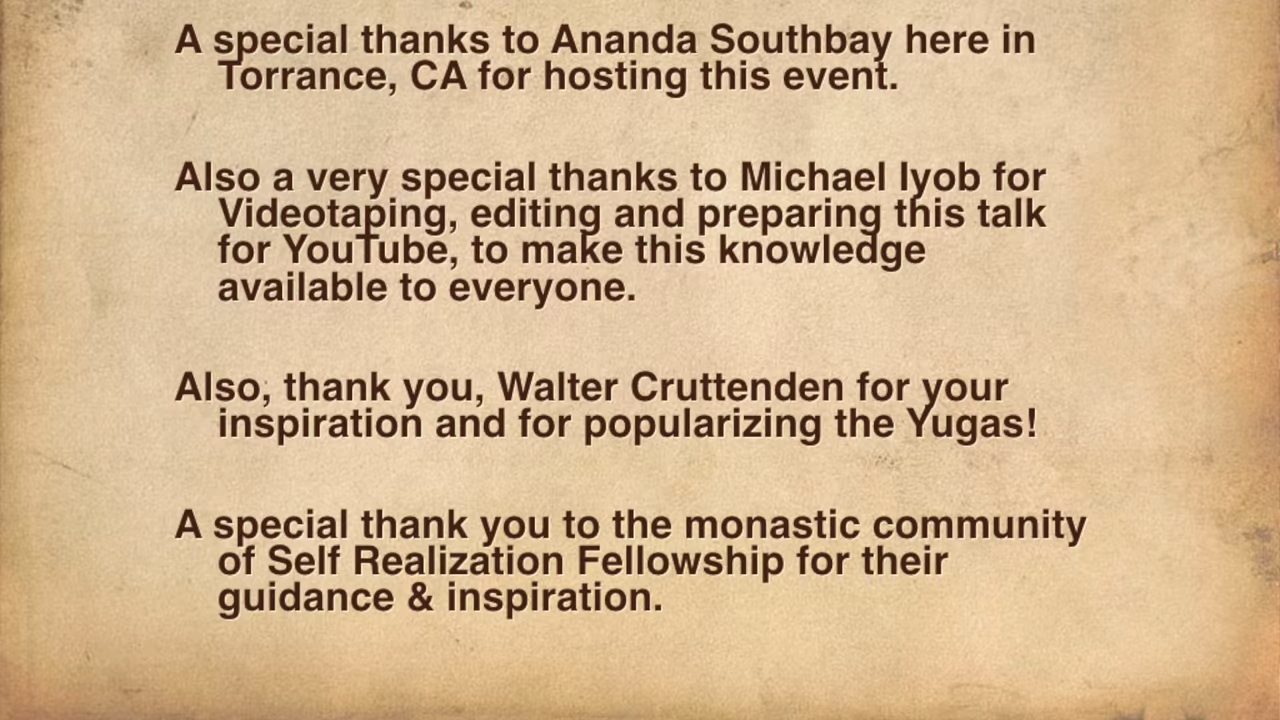 A special thanks to Ananda Southbay here in
Torrance, CA for hosting this event.
Also a very special thanks to Michael Iyob for
Videotaping, editing and preparing this talk
for YouTube, to make this knowledge
available to everyone.
Also, thank you, Walter Cruttenden for your
inspiration and for popularizing the Yugas!
A special thank you to the monastic community
of Self Realization Fellowship for their
guidance & inspiration.